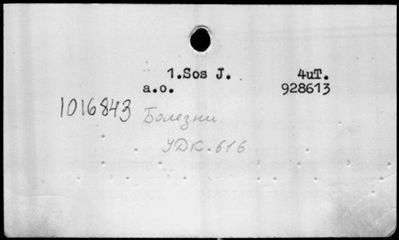 1.Sos J. 4uT.
a.o. 928613
1016843 Болезни
УДК.616